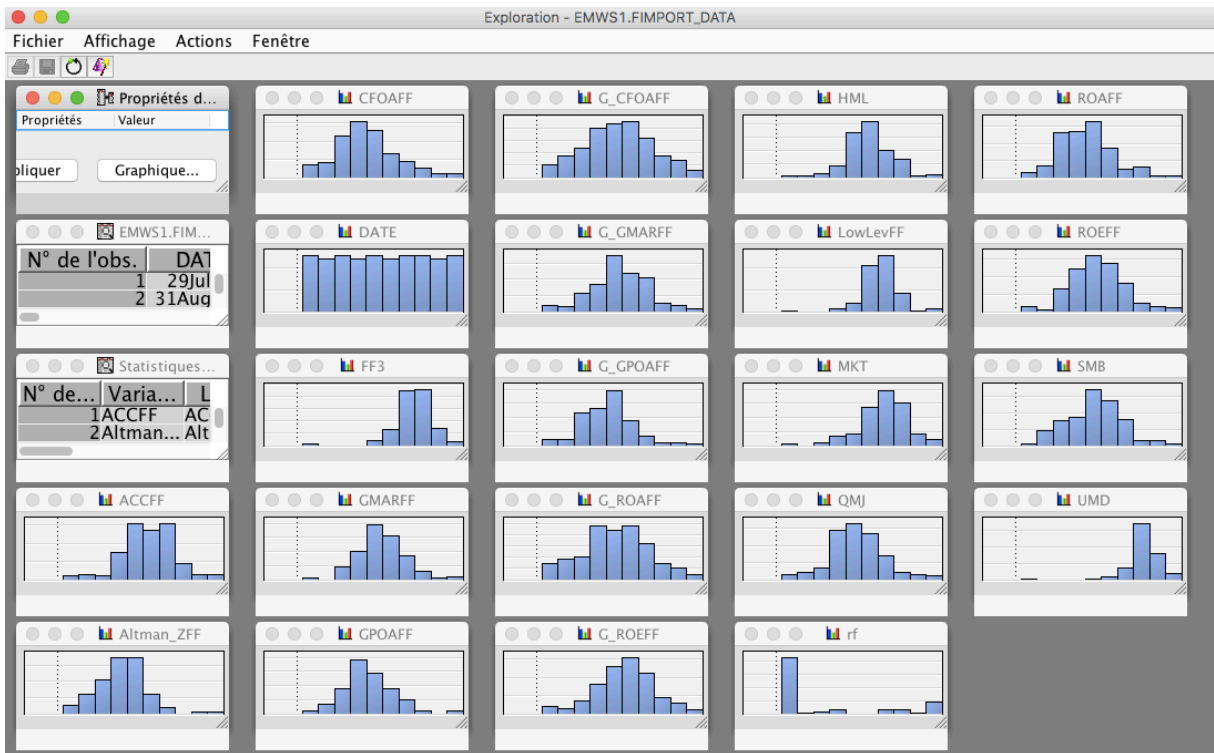 Exploration - EMWS1.FIMPORT_DATA
Fichier Affichage Actions Fenêtre
Propriétés d...
Propriétés Valeur
pliquer Graphique...
CFOAFF
G_CFOAFF
HML
ROAFF
EMWS1.FIM...
N° de l'obs. DAT
1 29Jul
2 31Aug
DATE
G_GMARFF
LowLevFF
ROEFF
Statistiques...
N° de... Varia... L
1 ACCFF AC
2 Altman... Alt
FF3
G_GPOAFF
MKT
SMB
ACCFF
GMARFF
G_ROAFF
QMJ
UMD
Altman_ZFF
GPOAFF
G_ROEFF
rf